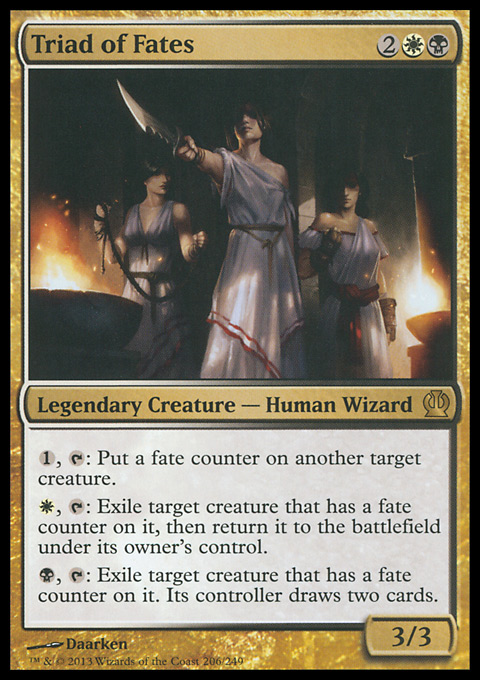 Triad of Fates 2
Legendary Creature — Human Wizard
1, : Put a fate counter on another target
creature.
, : Exile target creature that has a fate
counter on it, then return it to the battlefield
under its owner's control.
, : Exile target creature that has a fate
counter on it. Its controller draws two cards.
Daarken
3/3
™ & © 2013 Wizards of the Coast 206/249